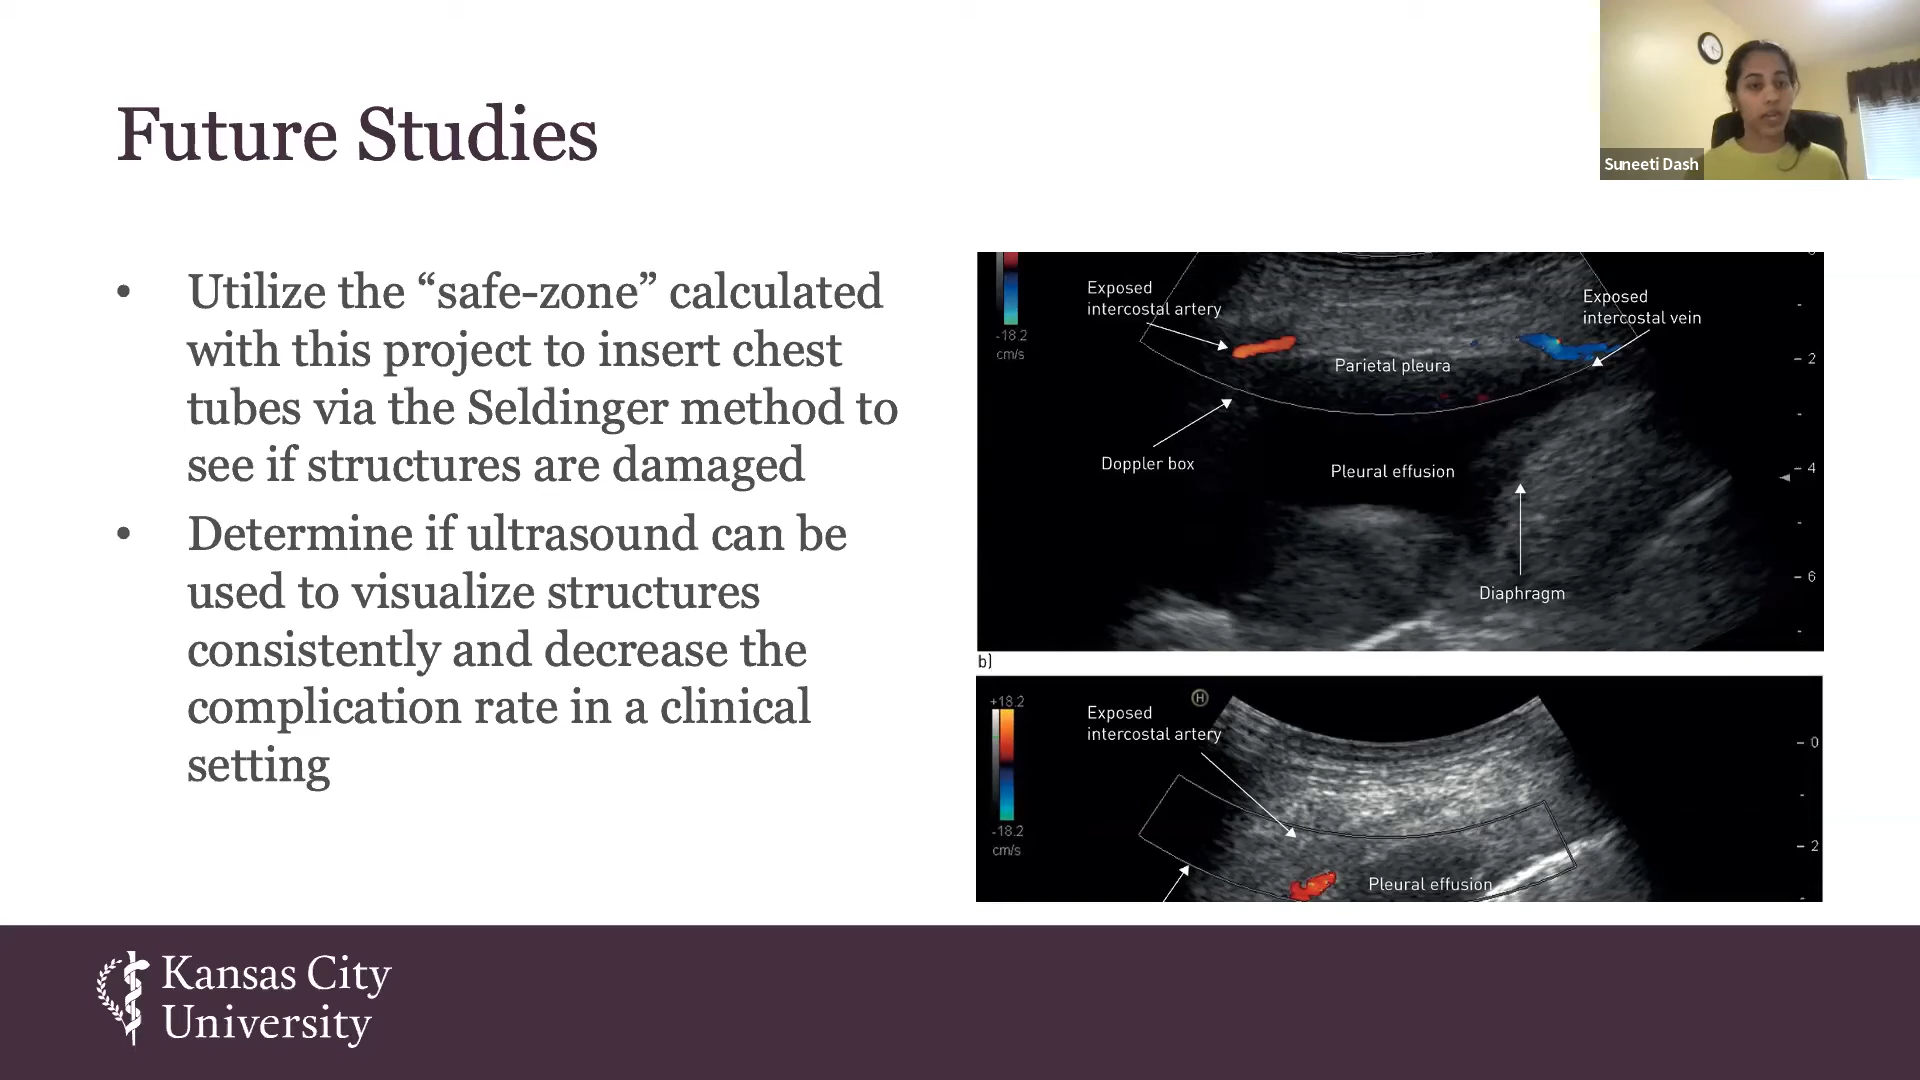 Future Studies
Suneeti Dash
• Utilize the “safe-zone” calculated
with this project to insert chest
tubes via the Seldinger method to
see if structures are damaged
• Determine if ultrasound can be
used to visualize structures
consistently and decrease the
complication rate in a clinical
setting
-18.2
cm/s
Exposed
intercostal artery
Exposed
intercostal vein
Parietal pleura
Doppler box
Pleural effusion
Diaphragm
2
4
6
b)
+18.2
-18.2
cm/s
H
Exposed
intercostal artery
Pleural effusion
0
2
Kansas City
University